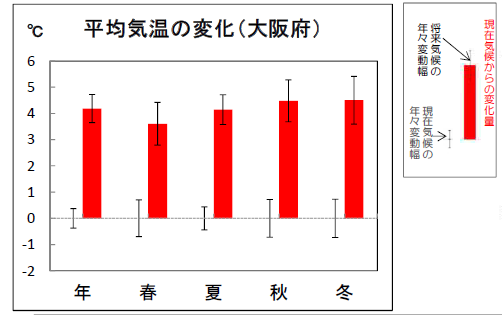 平均気温の変化(大阪府)
℃
6
5
4
3
2
1
0
-1
-2
年 春 夏 秋 冬
現在気候からの変化量
将来気候の
年々変動幅
現在気候の
年々変動幅